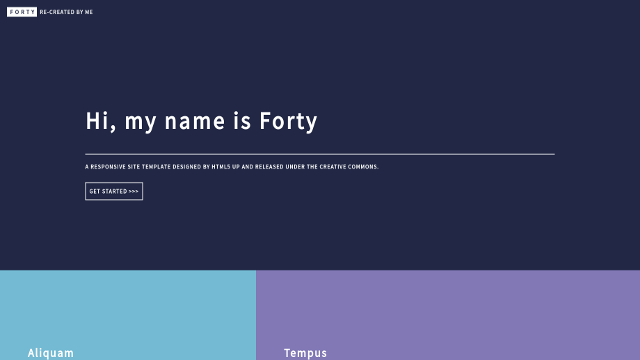 FORTY RE-CREATED BY ME
Hi, my name is Forty
A RESPONSIVE SITE TEMPLATE DESIGNED BY HTML5 UP AND RELEASED UNDER THE CREATIVE COMMONS.
GET STARTED >>>
Aliquam
Tempus